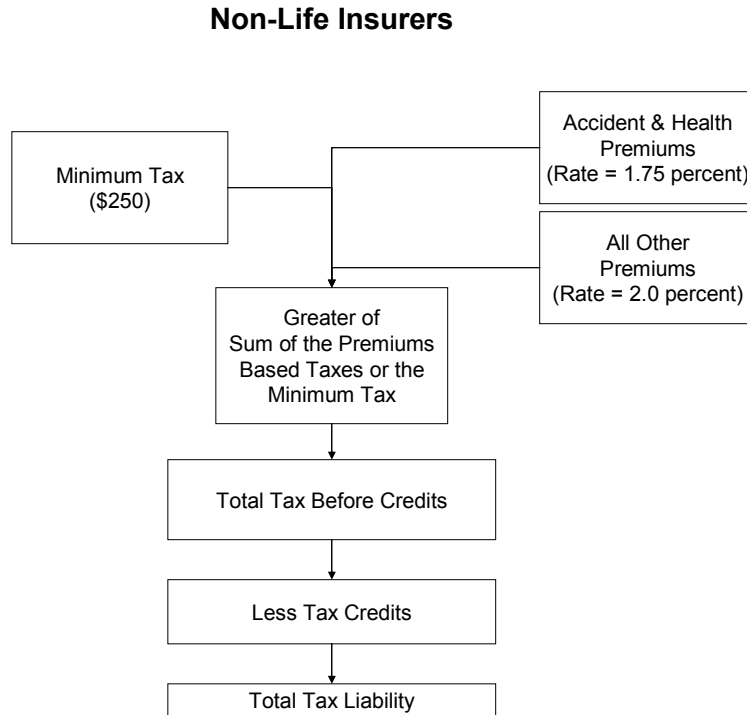 Non-Life Insurers
Minimum Tax
($250)
Accident & Health
Premiums
(Rate = 1.75 percent)
All Other
Premiums
(Rate = 2.0 percent)
Greater of
Sum of the Premiums
Based Taxes or the
Minimum Tax
Total Tax Before Credits
Less Tax Credits
Total Tax Liability